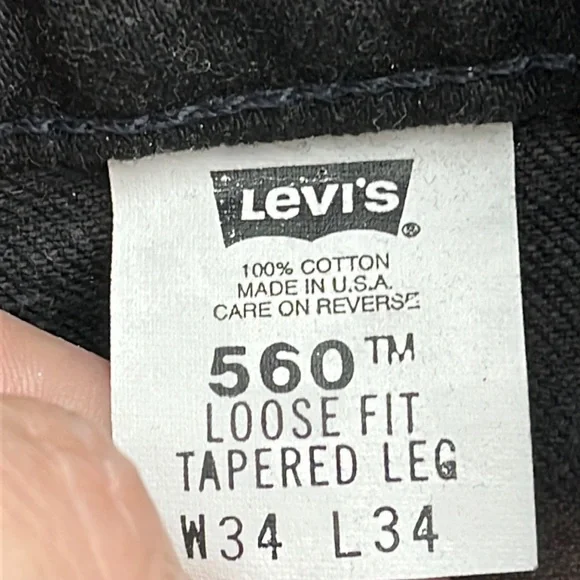 LEVI'S®
100% COTTON
MADE IN U.S.A.
CARE ON REVERSE
560™
LOOSE FIT
TAPERED LEG
W34 L34